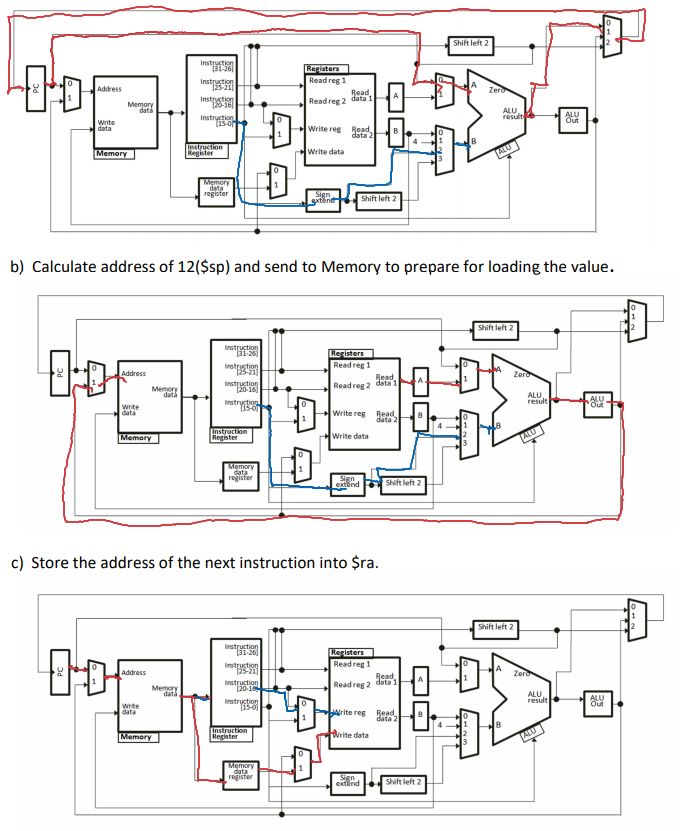 Shift left 2
0
1
2
PC
0
1
Address
Memory
data
Write
data
Memory
Instruction
[31-26]
Instruction
[25-21]
Instruction
[20-16]
Instruction
[15-0]
Instruction
Register
Memory
data
register
0
1
0
1
Registers
Read reg 1
Read
data 1
Read reg 2
Write reg
Read
data 2
Write data
Sign
extend
Shift left 2
A
B
4
0
1
0
1
2
3
A
B
Zero
ALU
result
ALU
ALU
Out
b) Calculate address of 12($sp) and send to Memory to prepare for loading the value.
Shift left 2
0
1
2
PC
0
1
Address
Memory
data
Write
data
Memory
Instruction
[31-26]
Instruction
[25-21]
Instruction
[20-16]
Instruction
[15-0]
Instruction
Register
Memory
data
register
0
1
0
1
Registers
Read reg 1
Read
data 1
Read reg 2
Write reg
Read
data 2
Write data
Sign
extend
Shift left 2
A
B
4
0
1
0
1
2
3
A
B
Zero
ALU
result
ALU
ALU
Out
c) Store the address of the next instruction into $ra.
Shift left 2
0
1
2
PC
0
1
Address
Memory
data
Write
data
Memory
Instruction
[31-26]
Instruction
[25-21]
Instruction
[20-16]
Instruction
[15-0]
Instruction
Register
Memory
data
register
0
1
0
1
Registers
Read reg 1
Read
data 1
Read reg 2
Write reg
Read
data 2
Write data
Sign
extend
Shift left 2
A
B
4
0
1
0
1
2
3
A
B
Zero
ALU
result
ALU
ALU
Out